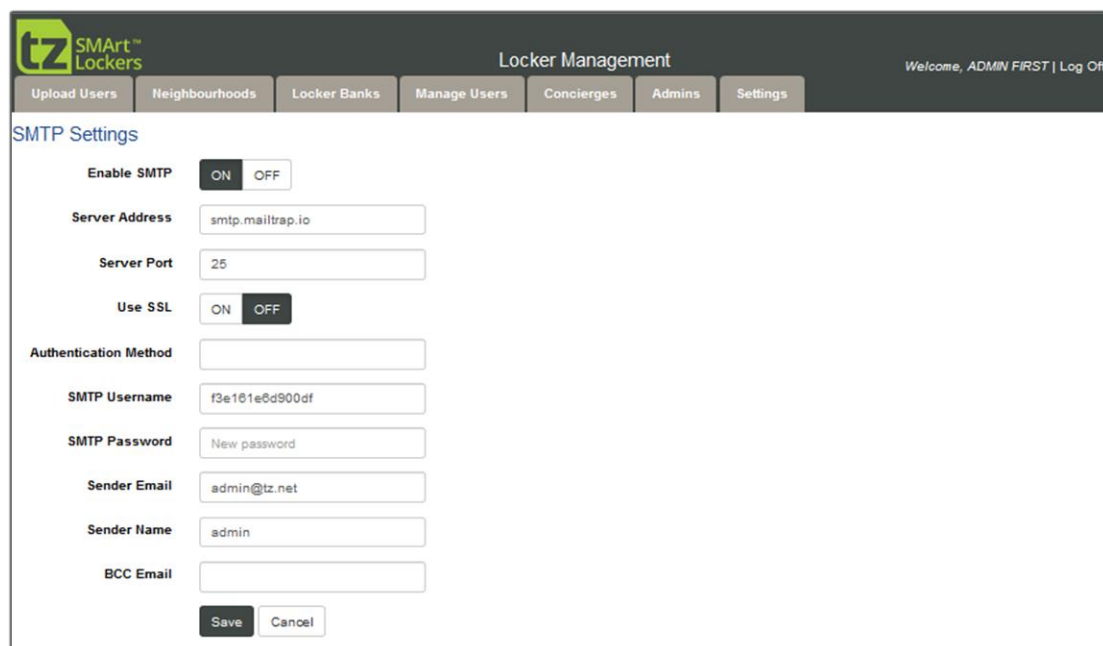 tz SMArt™
Lockers
Locker Management
Welcome, ADMIN FIRST | Log Of
Upload Users Neighbourhoods Locker Banks Manage Users Concierges Admins Settings
SMTP Settings
Enable SMTP ON OFF
Server Address smtp.mailtrap.io
Server Port 25
Use SSL ON OFF
Authentication Method
SMTP Username f3e161e6d900df
SMTP Password New password
Sender Email admin@tz.net
Sender Name admin
BCC Email
Save Cancel